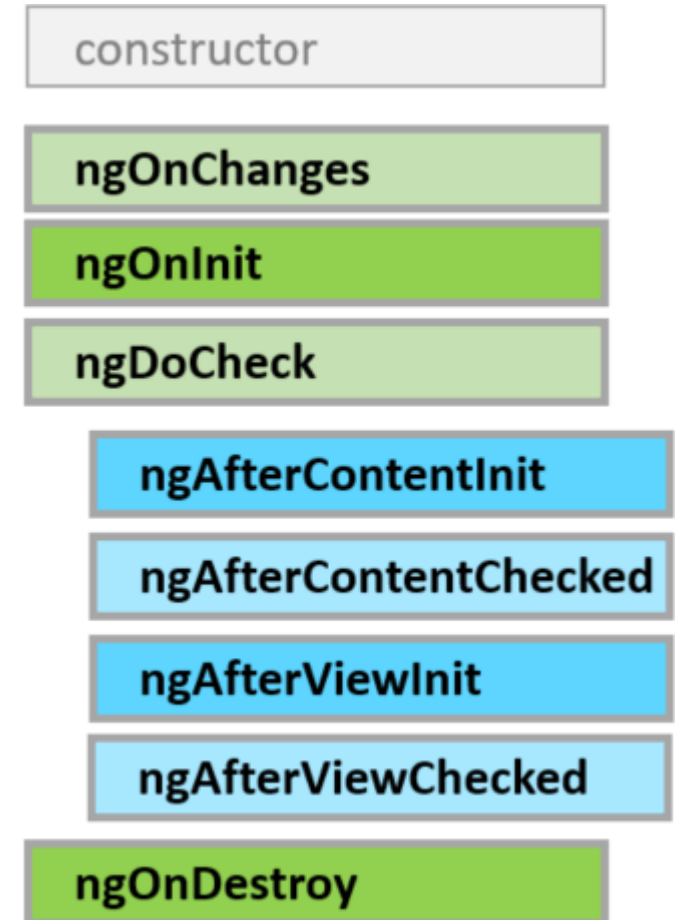 constructor
ngOnChanges
ngOnInit
ngDoCheck
ngAfterContentInit
ngAfterContentChecked
ngAfterViewInit
ngAfterViewChecked
ngOnDestroy